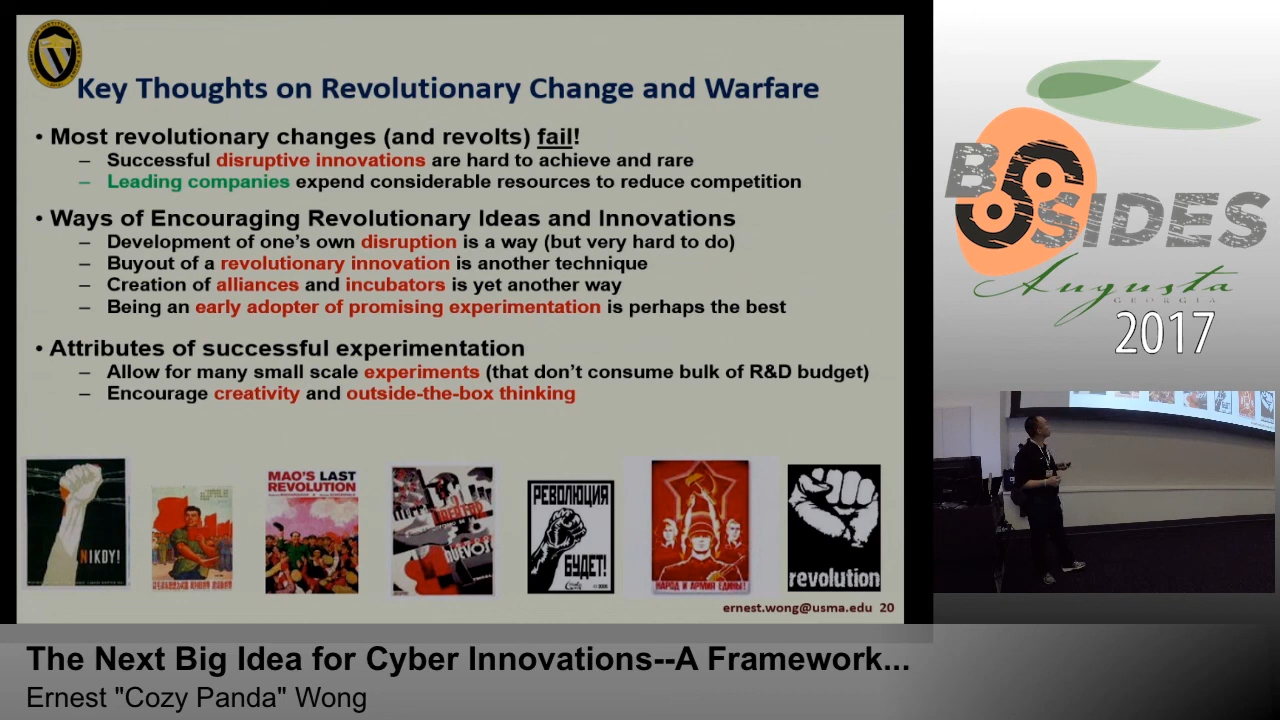 Key Thoughts on Revolutionary Change and Warfare
• Most revolutionary changes (and revolts) fail!
– Successful disruptive innovations are hard to achieve and rare
– Leading companies expend considerable resources to reduce competition
• Ways of Encouraging Revolutionary Ideas and Innovations
– Development of one's own disruption is a way (but very hard to do)
– Buyout of a revolutionary innovation is another technique
– Creation of alliances and incubators is yet another way
– Being an early adopter of promising experimentation is perhaps the best
• Attributes of successful experimentation
– Allow for many small scale experiments (that don't consume bulk of R&D budget)
– Encourage creativity and outside-the-box thinking
NIKDY!
MAO'S LAST
REVOLUTION
NUEVOS
РЕВОЛЮЦИЯ
БУДЕТ!
НАРОД И АРМИЯ ЕДИНЫ!
revolution
ernest.wong@usma.edu 20
BSIDES
Augusta
GEORGIA
2017
The Next Big Idea for Cyber Innovations--A Framework...
Ernest "Cozy Panda" Wong